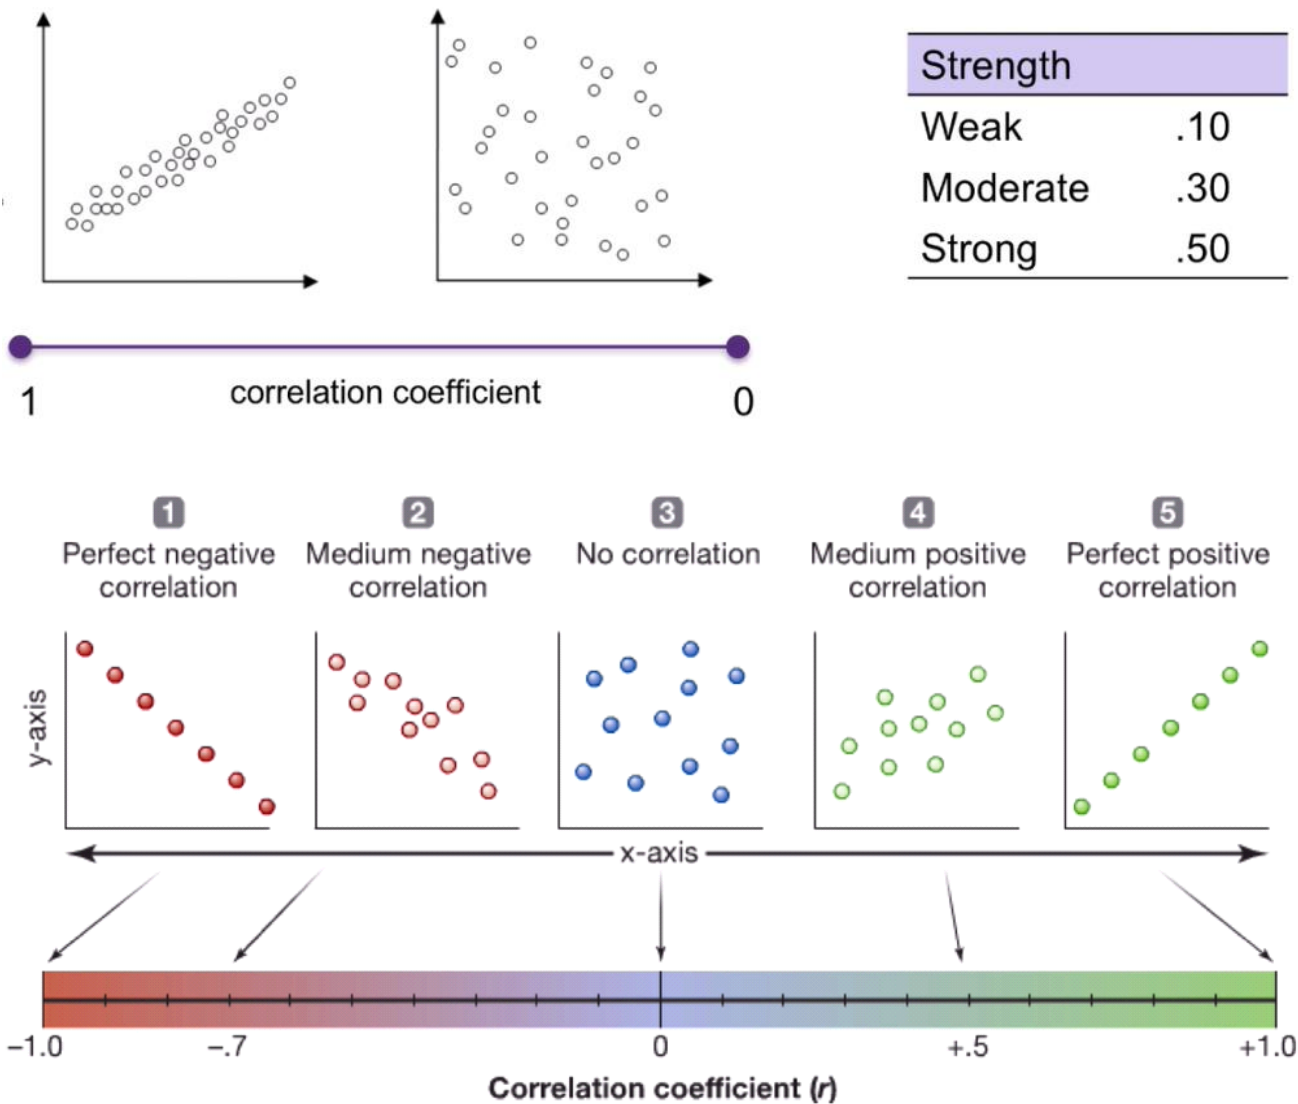 Strength
Weak .10
Moderate .30
Strong .50
1 correlation coefficient 0
1 2 3 4 5
Perfect negative correlation
Medium negative correlation
No correlation
Medium positive correlation
Perfect positive correlation
y-axis
x-axis
−1.0 −.7 0 +.5 +1.0
Correlation coefficient (r)